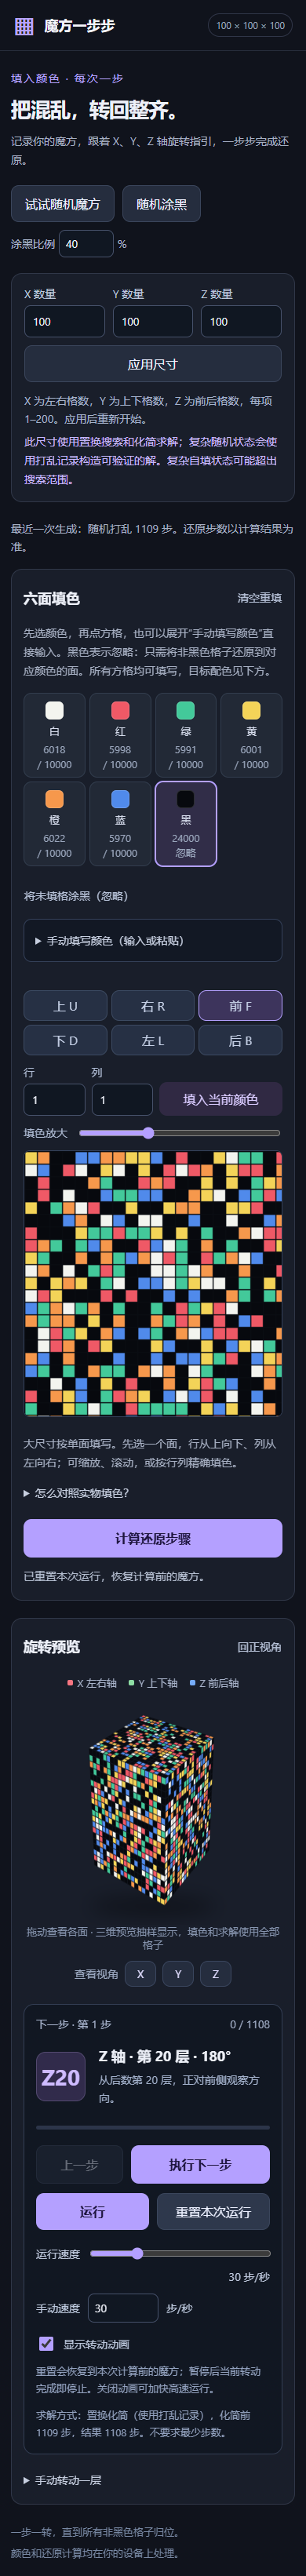 魔方一步步
100 × 100 × 100
填入颜色 · 每次一步
把混乱，转回整齐。
记录你的魔方，跟着 X、Y、Z 轴旋转指引，一步步完成还
原。
试试随机魔方
随机涂黑
涂黑比例 40 %
X 数量 Y 数量 Z 数量
100 100 100
应用尺寸
X 为左右格数，Y 为上下格数，Z 为前后格数，每项
1–200。应用后重新开始。
此尺寸使用置换搜索和化简求解；复杂随机状态会使
用打乱记录构造可验证的解。复杂自填状态可能超出
搜索范围。
最近一次生成：随机打乱 1109 步。还原步数以计算结果为
准。
六面填色
清空重填
先选颜色，再点方格，也可以展开“手动填写颜色”直
接输入。黑色表示忽略：只需将非黑色格子还原到对
应颜色的面。所有方格均可填写，目标配色见下方。
白 红 绿 黄
6018 5998 5991 6001
/ 10000 / 10000 / 10000 / 10000
橙 蓝 黑
6022 5970 24000
/ 10000 / 10000 忽略
将未填格涂黑（忽略）
▶ 手动填写颜色（输入或粘贴）
上 U 右 R 前 F
下 D 左 L 后 B
行 列
1 1 填入当前颜色
填色放大
大尺寸按单面填写。先选一个面，行从上向下、列从
左向右；可缩放、滚动，或按行列精确填色。
▶ 怎么对照实物填色？
计算还原步骤
已重置本次运行，恢复计算前的魔方。
旋转预览
回正视角
X 左右轴 Y 上下轴 Z 前后轴
拖动查看各面 · 三维预览抽样显示，填色和求解使用全部
格子
查看视角 X Y Z
下一步 · 第 1 步
0 / 1108
Z20
Z 轴 · 第 20 层 · 180°
从后数第 20 层，正对前侧观察方
向。
上一步
执行下一步
运行
重置本次运行
运行速度
30 步/秒
手动速度 30 步/秒
显示转动动画
重置会恢复到本次计算前的魔方；暂停后当前转动
完成即停止。关闭动画可加快高速运行。
求解方式：置换化简（使用打乱记录），化简前
1109 步，结果 1108 步。不要求最少步数。
▶ 手动转动一层
一步一转，直到所有非黑色格子归位。
颜色和还原计算均在你的设备上处理。